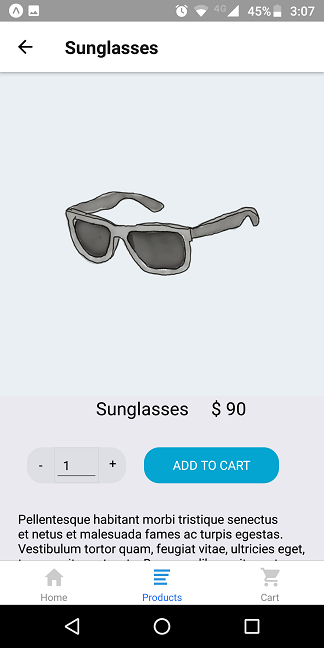 4G 45% 3:07
Sunglasses
Sunglasses $ 90
- 1 + ADD TO CART
Pellentesque habitant morbi tristique senectus
et netus et malesuada fames ac turpis egestas.
Vestibulum tortor quam, feugiat vitae, ultricies eget,
Home Products Cart